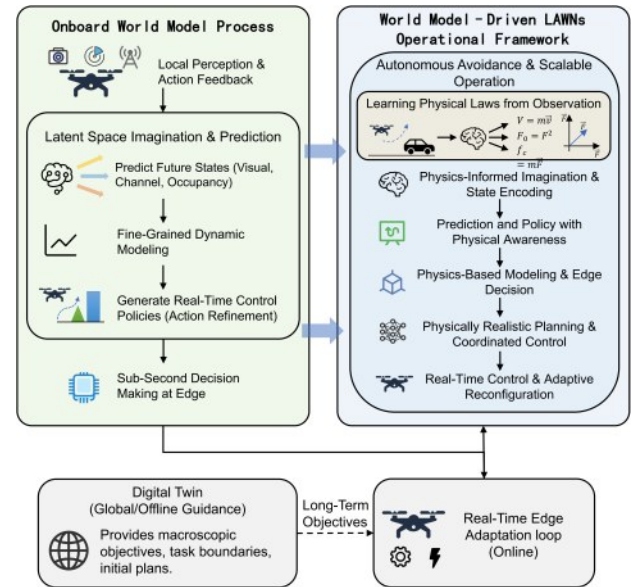 Onboard World Model Process
Local Perception &
Action Feedback
Latent Space Imagination & Prediction
Predict Future States (Visual,
Channel, Occupancy)
Fine-Grained Dynamic
Modeling
Generate Real-Time Control
Policies (Action Refinement)
Sub-Second Decision
Making at Edge
World Model – Driven LAWNs
Operational Framework
Autonomous Avoidance & Scalable
Operation
Learning Physical Laws from Observation
V = mv⃗
F₀ = F²
f_c
= mF⃗
Physics-Informed Imagination &
State Encoding
Prediction and Policy with
Physical Awareness
Physics-Based Modeling & Edge
Decision
Physically Realistic Planning &
Coordinated Control
Real-Time Control & Adaptive
Reconfiguration
Digital Twin
(Global/Offline Guidance)
Provides macroscopic
objectives, task boundaries,
initial plans.
Long-Term
Objectives
Real-Time Edge
Adaptation loop
(Online)